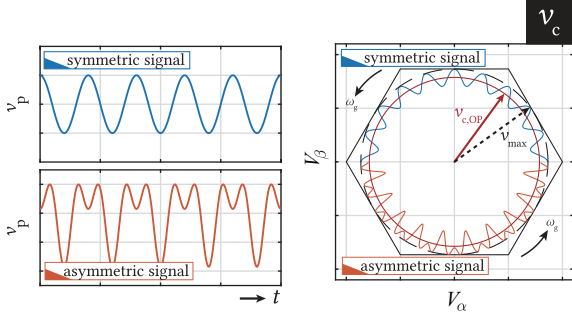 v_c
symmetric signal
v_p
asymmetric signal
v_p
t
symmetric signal
ω_g
v_c,OP
v_max
V_β
ω_g
asymmetric signal
V_α